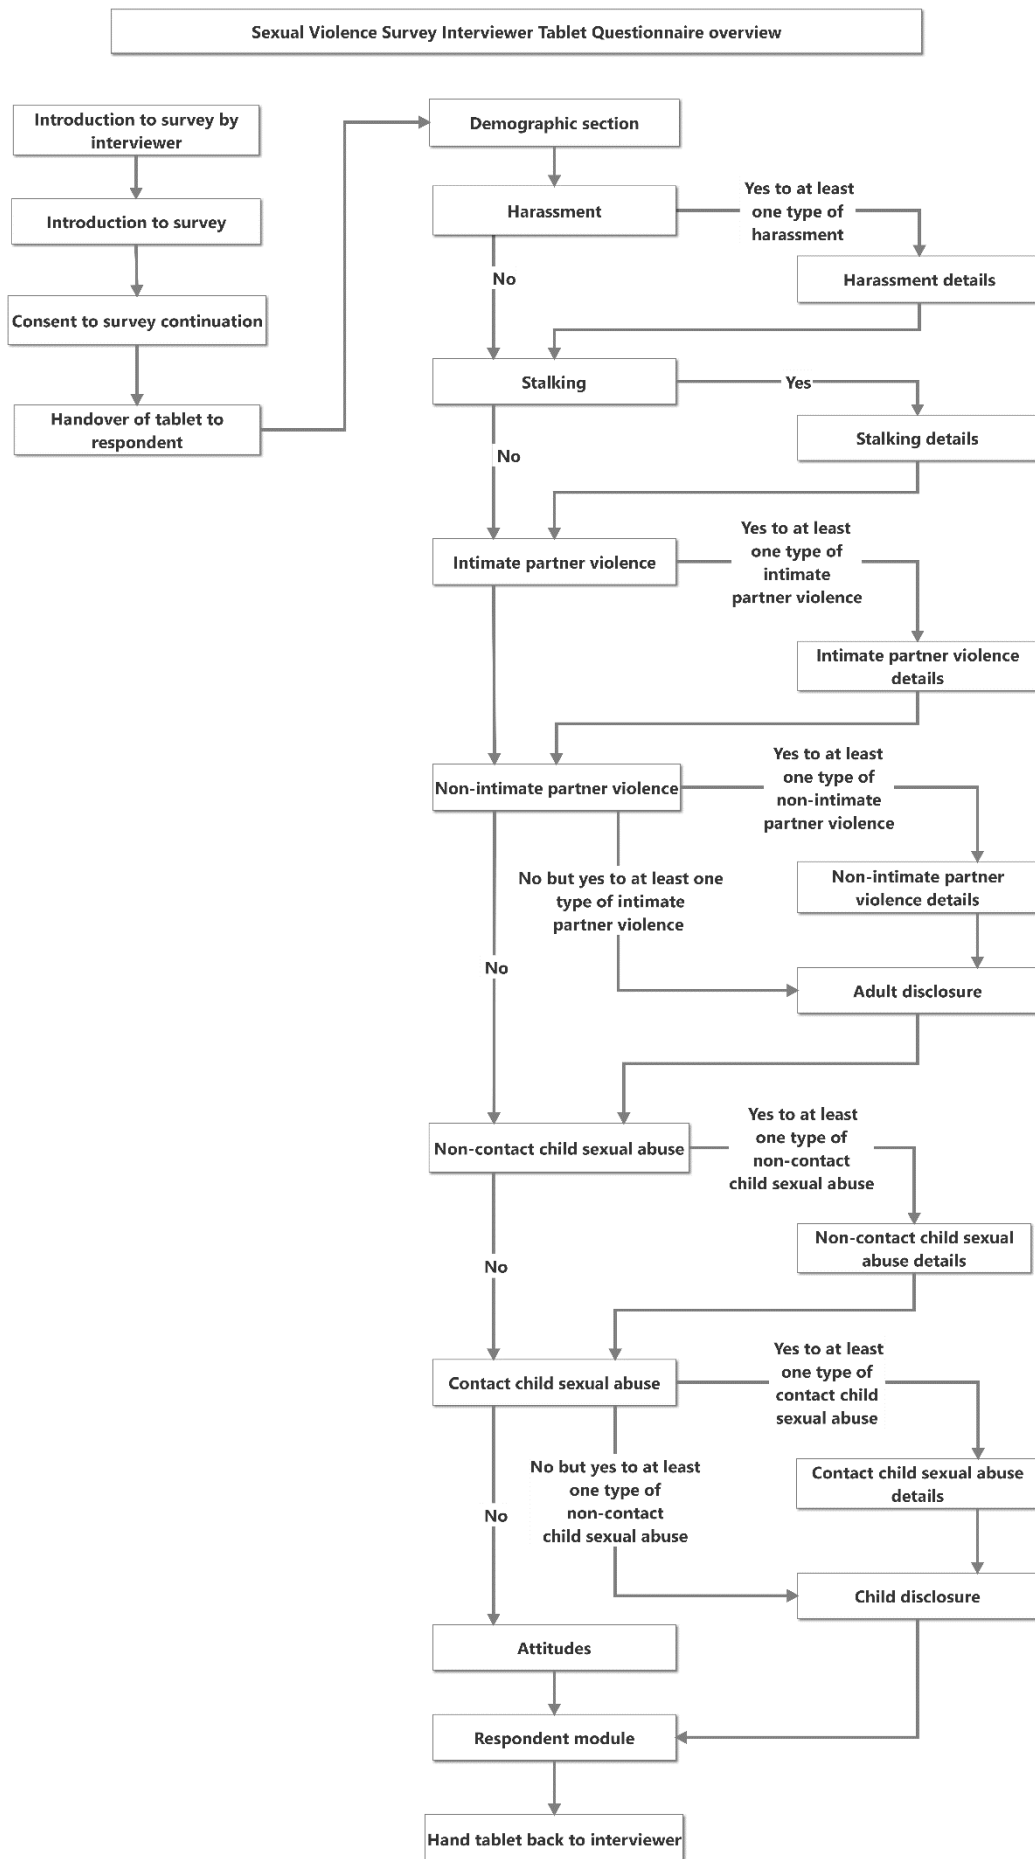 Sexual Violence Survey Interviewer Tablet Questionnaire overview
Introduction to survey by
interviewer
Introduction to survey
Consent to survey continuation
Handover of tablet to
respondent
Demographic section
Harassment
Yes to at least
one type of
harassment
Harassment details
No
Stalking
Yes
Stalking details
No
Intimate partner violence
Yes to at least
one type of
intimate
partner violence
Intimate partner violence
details
Non-intimate partner violence
Yes to at least
one type of
non-intimate
partner violence
Non-intimate partner
violence details
No but yes to at least one
type of intimate
partner violence
No
Adult disclosure
Non-contact child sexual abuse
Yes to at least
one type of
non-contact
child sexual abuse
Non-contact child sexual
abuse details
No
Contact child sexual abuse
Yes to at least
one type of
contact child
sexual abuse
Contact child sexual abuse
details
No but yes to at least
one type of
non-contact
child sexual abuse
No
Child disclosure
Attitudes
Respondent module
Hand tablet back to interviewer